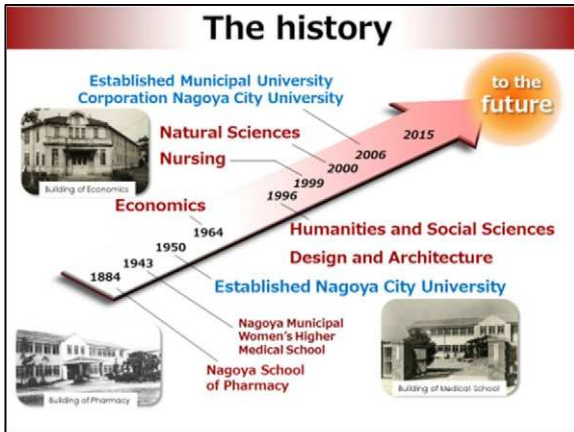 The history
to the
future
Established Municipal University
Corporation Nagoya City University
Natural Sciences
Nursing
Economics
2015
2006
2000
1999
1996
1964
1950
1943
1884
Building of Economics
Humanities and Social Sciences
Design and Architecture
Established Nagoya City University
Nagoya Municipal
Women's Higher
Medical School
Nagoya School
of Pharmacy
Building of Pharmacy
Building of Medical School